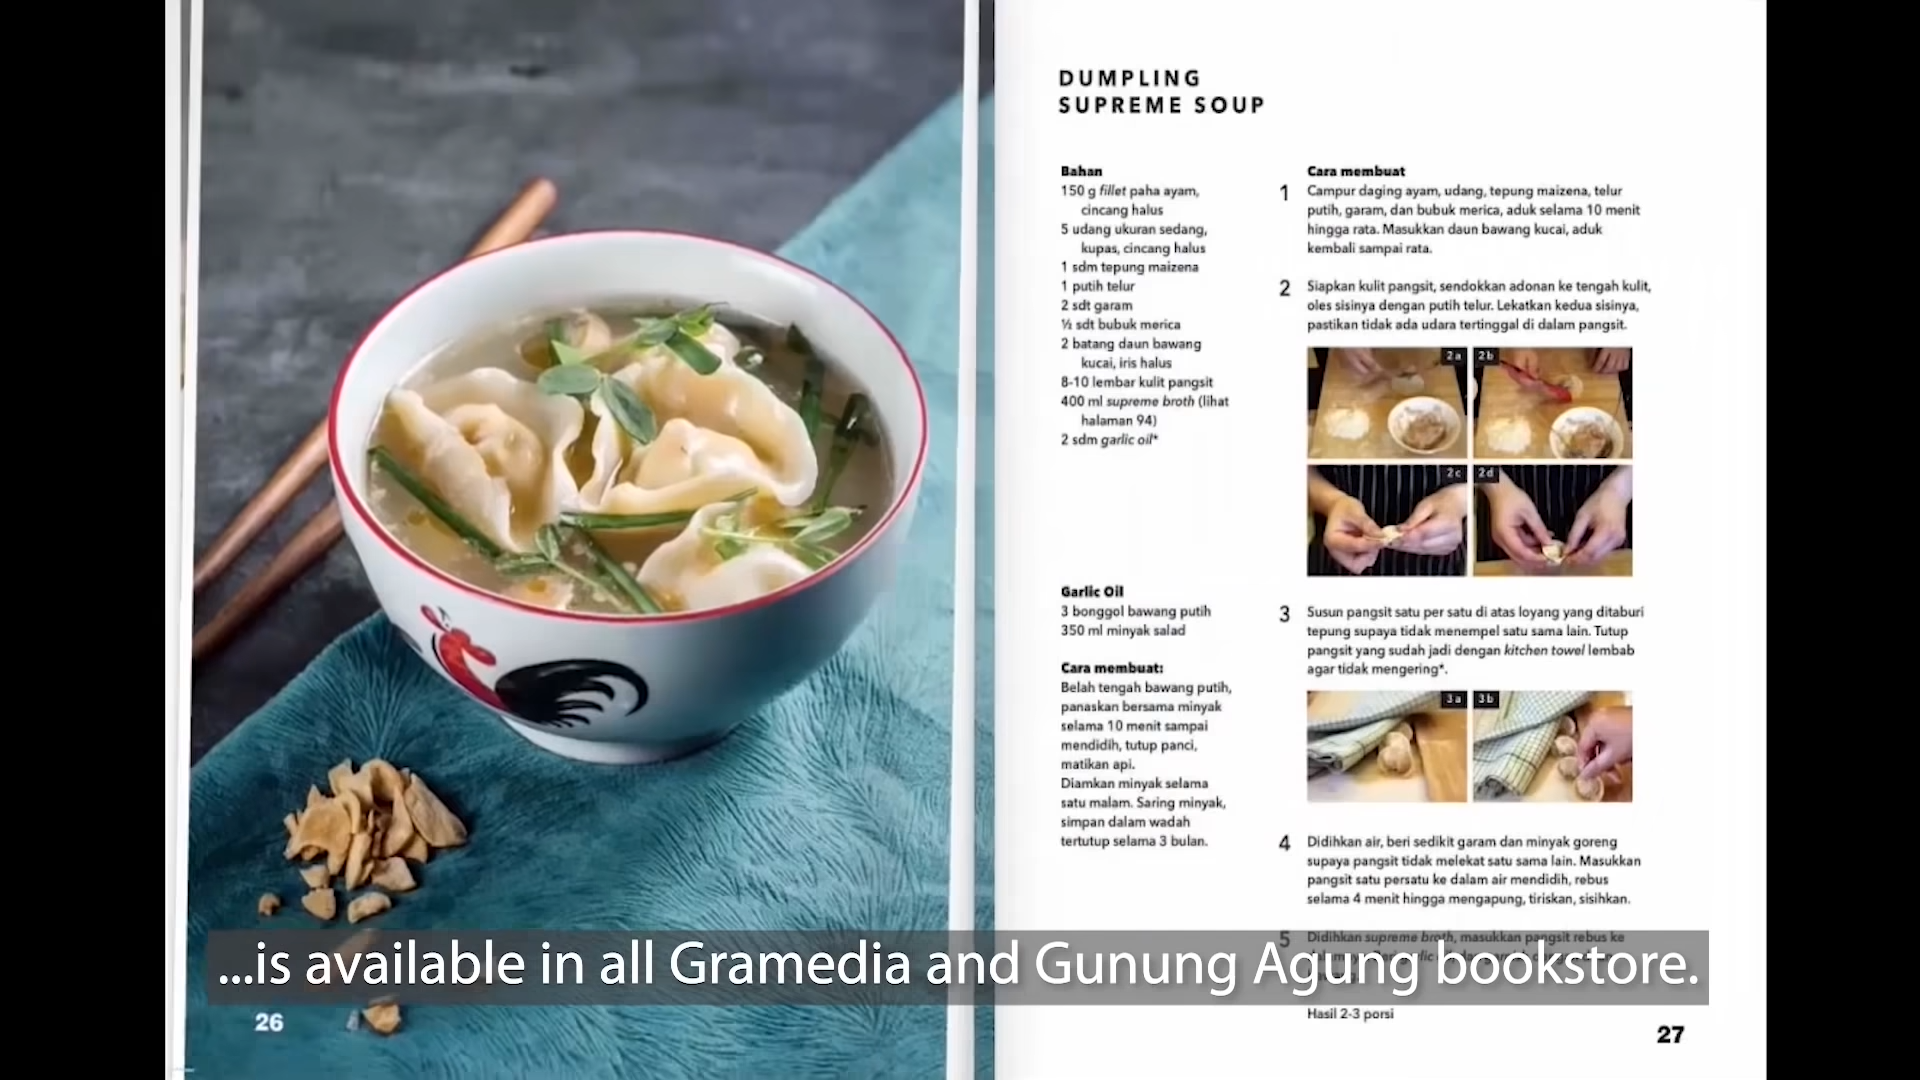 DUMPLING
SUPREME SOUP
Bahan
150 g fillet paha ayam,
cincang halus
5 udang ukuran sedang,
kupas, cincang halus
1 sdm tepung maizena
1 putih telur
2 sdt garam
½ sdt bubuk merica
2 batang daun bawang
kucai, iris halus
8-10 lembar kulit pangsit
400 ml supreme broth (lihat
halaman 94)
2 sdm garlic oil*
Garlic Oil
3 bonggol bawang putih
350 ml minyak salad
Cara membuat:
Belah tengah bawang putih,
panaskan bersama minyak
selama 10 menit sampai
mendidih, tutup panci,
matikan api.
Diamkan minyak selama
satu malam. Saring minyak,
simpan dalam wadah
tertutup selama 3 bulan.
Cara membuat
1 Campur daging ayam, udang, tepung maizena, telur
putih, garam, dan bubuk merica, aduk selama 10 menit
hingga rata. Masukkan daun bawang kucai, aduk
kembali sampai rata.
2 Siapkan kulit pangsit, sendokkan adonan ke tengah kulit,
oles sisinya dengan putih telur. Lekatkan kedua sisinya,
pastikan tidak ada udara tertinggal di dalam pangsit.
2a 2b
2c 2d
3 Susun pangsit satu per satu di atas loyang yang ditaburi
tepung supaya tidak menempel satu sama lain. Tutup
pangsit yang sudah jadi dengan kitchen towel lembab
agar tidak mengering*.
3a 3b
4 Didihkan air, beri sedikit garam dan minyak goreng
supaya pangsit tidak melekat satu sama lain. Masukkan
pangsit satu persatu ke dalam air mendidih, rebus
selama 4 menit hingga mengapung, tiriskan, sisihkan.
5 Didihkan supreme broth, masukkan pangsit rebus ke
...is available in all Gramedia and Gunung Agung bookstore.
Hasil 2-3 porsi
26
27